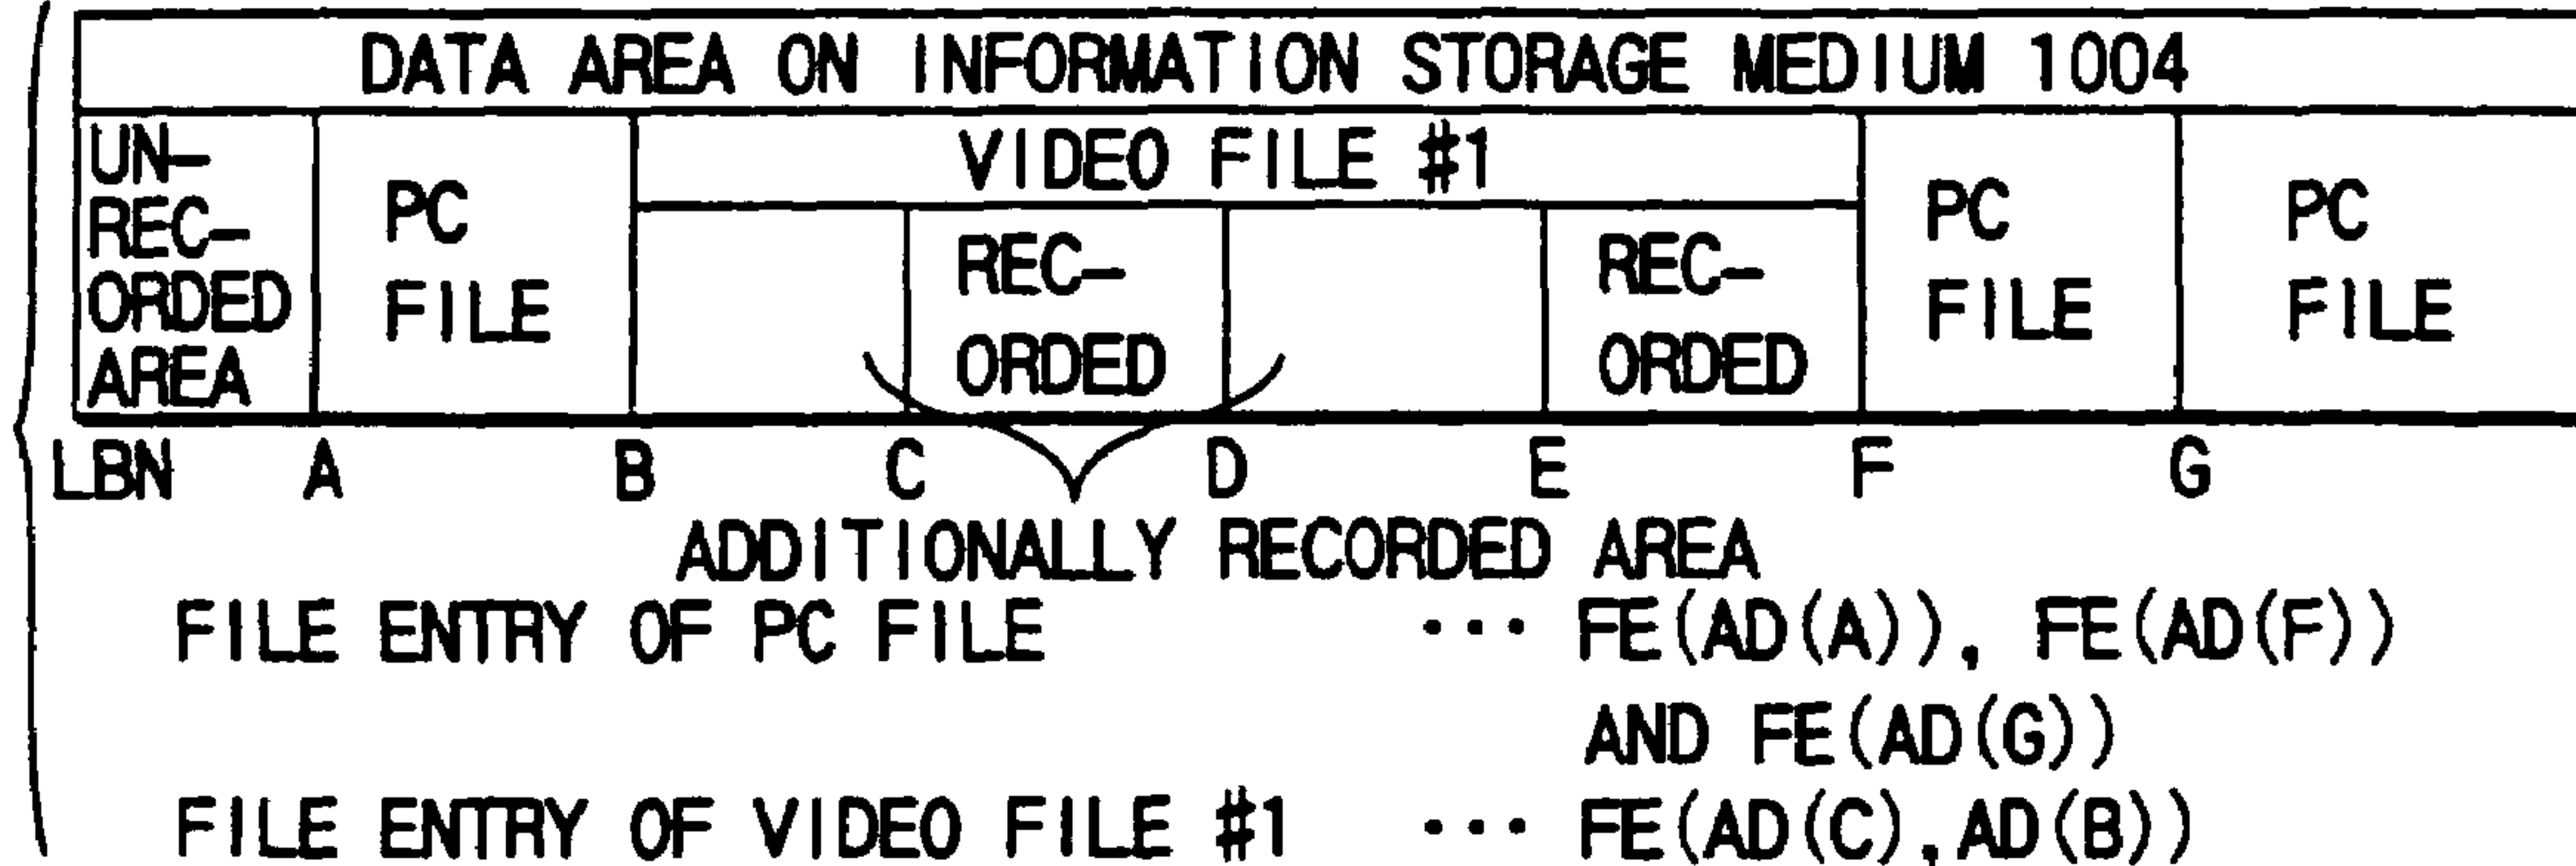 DATA AREA ON INFORMATION STORAGE MEDIUM 1004
UN-
REC-
ORDED
AREA
PC
FILE
VIDEO FILE #1
REC-
ORDED
REC-
ORDED
PC
FILE
PC
FILE
LBN A B C D E F G
ADDITIONALLY RECORDED AREA
FILE ENTRY OF PC FILE ··· FE(AD(A)), FE(AD(F))
AND FE(AD(G))
FILE ENTRY OF VIDEO FILE #1 ··· FE(AD(C),AD(B))